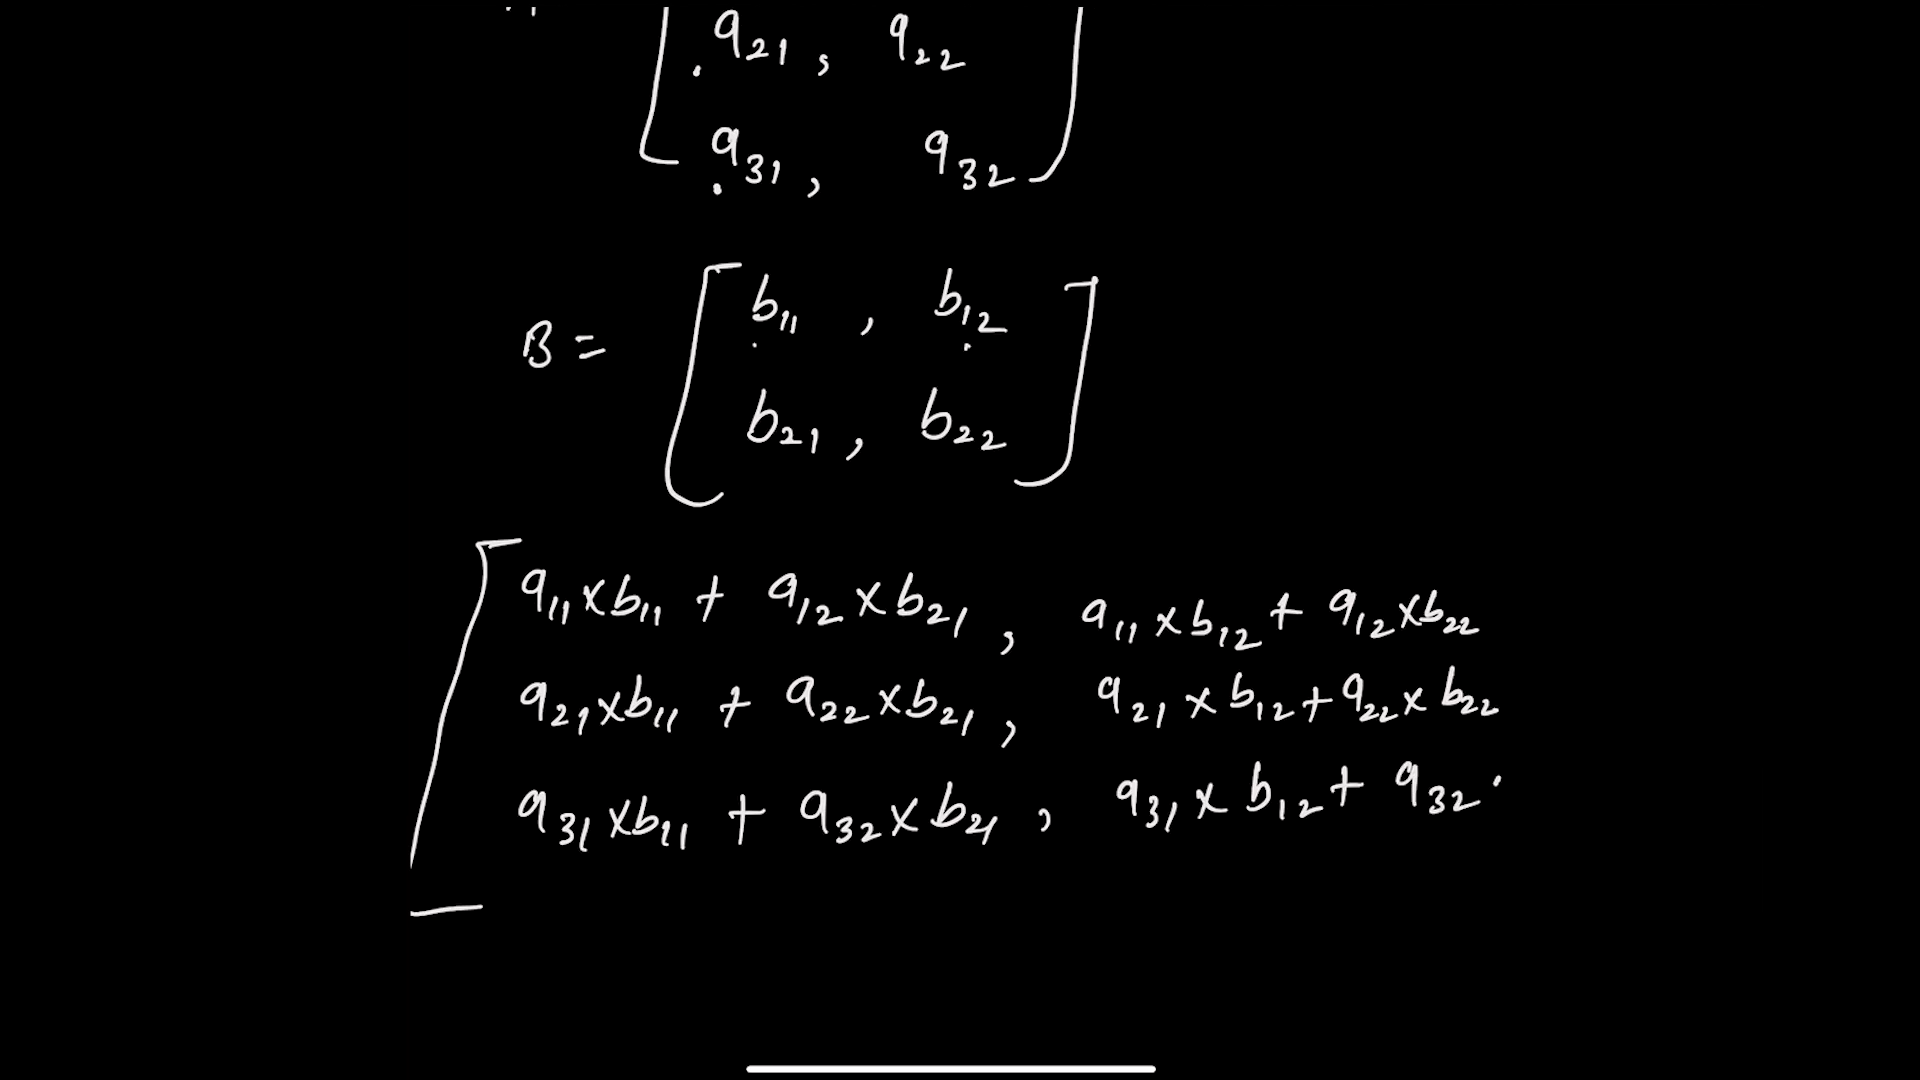 a21 , a22
a31 , a32
B = b11 , b12
b21 , b22
a11 x b11 + a12 x b21 , a11 x b12 + a12 x b22
a21 x b11 + a22 x b21 , a21 x b12 + a22 x b22
a31 x b11 + a32 x b21 , a31 x b12 + a32 .